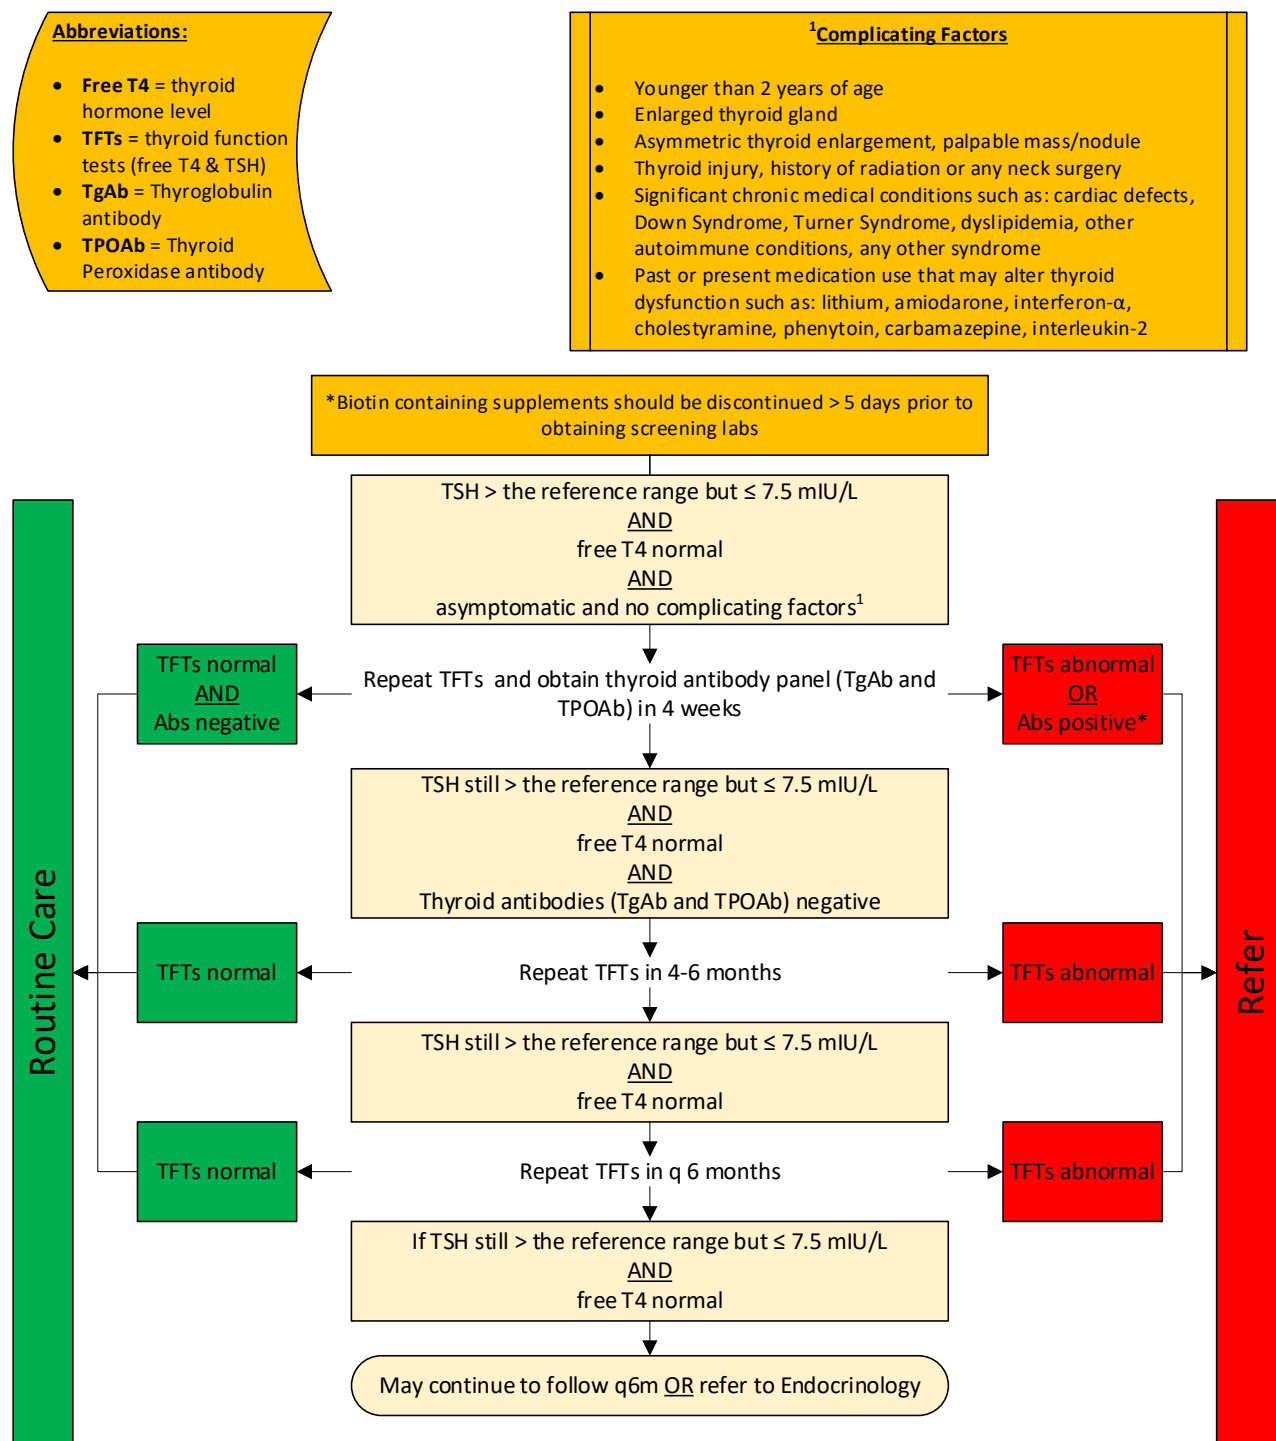 Abbreviations:
• Free T4 = thyroid
hormone level
• TFTs = thyroid function
tests (free T4 & TSH)
• TgAb = Thyroglobulin
antibody
• TPOAb = Thyroid
Peroxidase antibody
¹Complicating Factors
• Younger than 2 years of age
• Enlarged thyroid gland
• Asymmetric thyroid enlargement, palpable mass/nodule
• Thyroid injury, history of radiation or any neck surgery
• Significant chronic medical conditions such as: cardiac defects,
Down Syndrome, Turner Syndrome, dyslipidemia, other
autoimmune conditions, any other syndrome
• Past or present medication use that may alter thyroid
dysfunction such as: lithium, amiodarone, interferon-α,
cholestyramine, phenytoin, carbamazepine, interleukin-2
*Biotin containing supplements should be discontinued > 5 days prior to
obtaining screening labs
TSH > the reference range but ≤ 7.5 mIU/L
AND
free T4 normal
AND
asymptomatic and no complicating factors¹
TFTs normal
AND
Abs negative
Repeat TFTs and obtain thyroid antibody panel (TgAb and
TPOAb) in 4 weeks
TFTs abnormal
OR
Abs positive*
TSH still > the reference range but ≤ 7.5 mIU/L
AND
free T4 normal
AND
Thyroid antibodies (TgAb and TPOAb) negative
TFTs normal
Repeat TFTs in 4-6 months
TFTs abnormal
TSH still > the reference range but ≤ 7.5 mIU/L
AND
free T4 normal
TFTs normal
Repeat TFTs in q 6 months
TFTs abnormal
If TSH still > the reference range but ≤ 7.5 mIU/L
AND
free T4 normal
May continue to follow q6m OR refer to Endocrinology
Routine Care
Refer